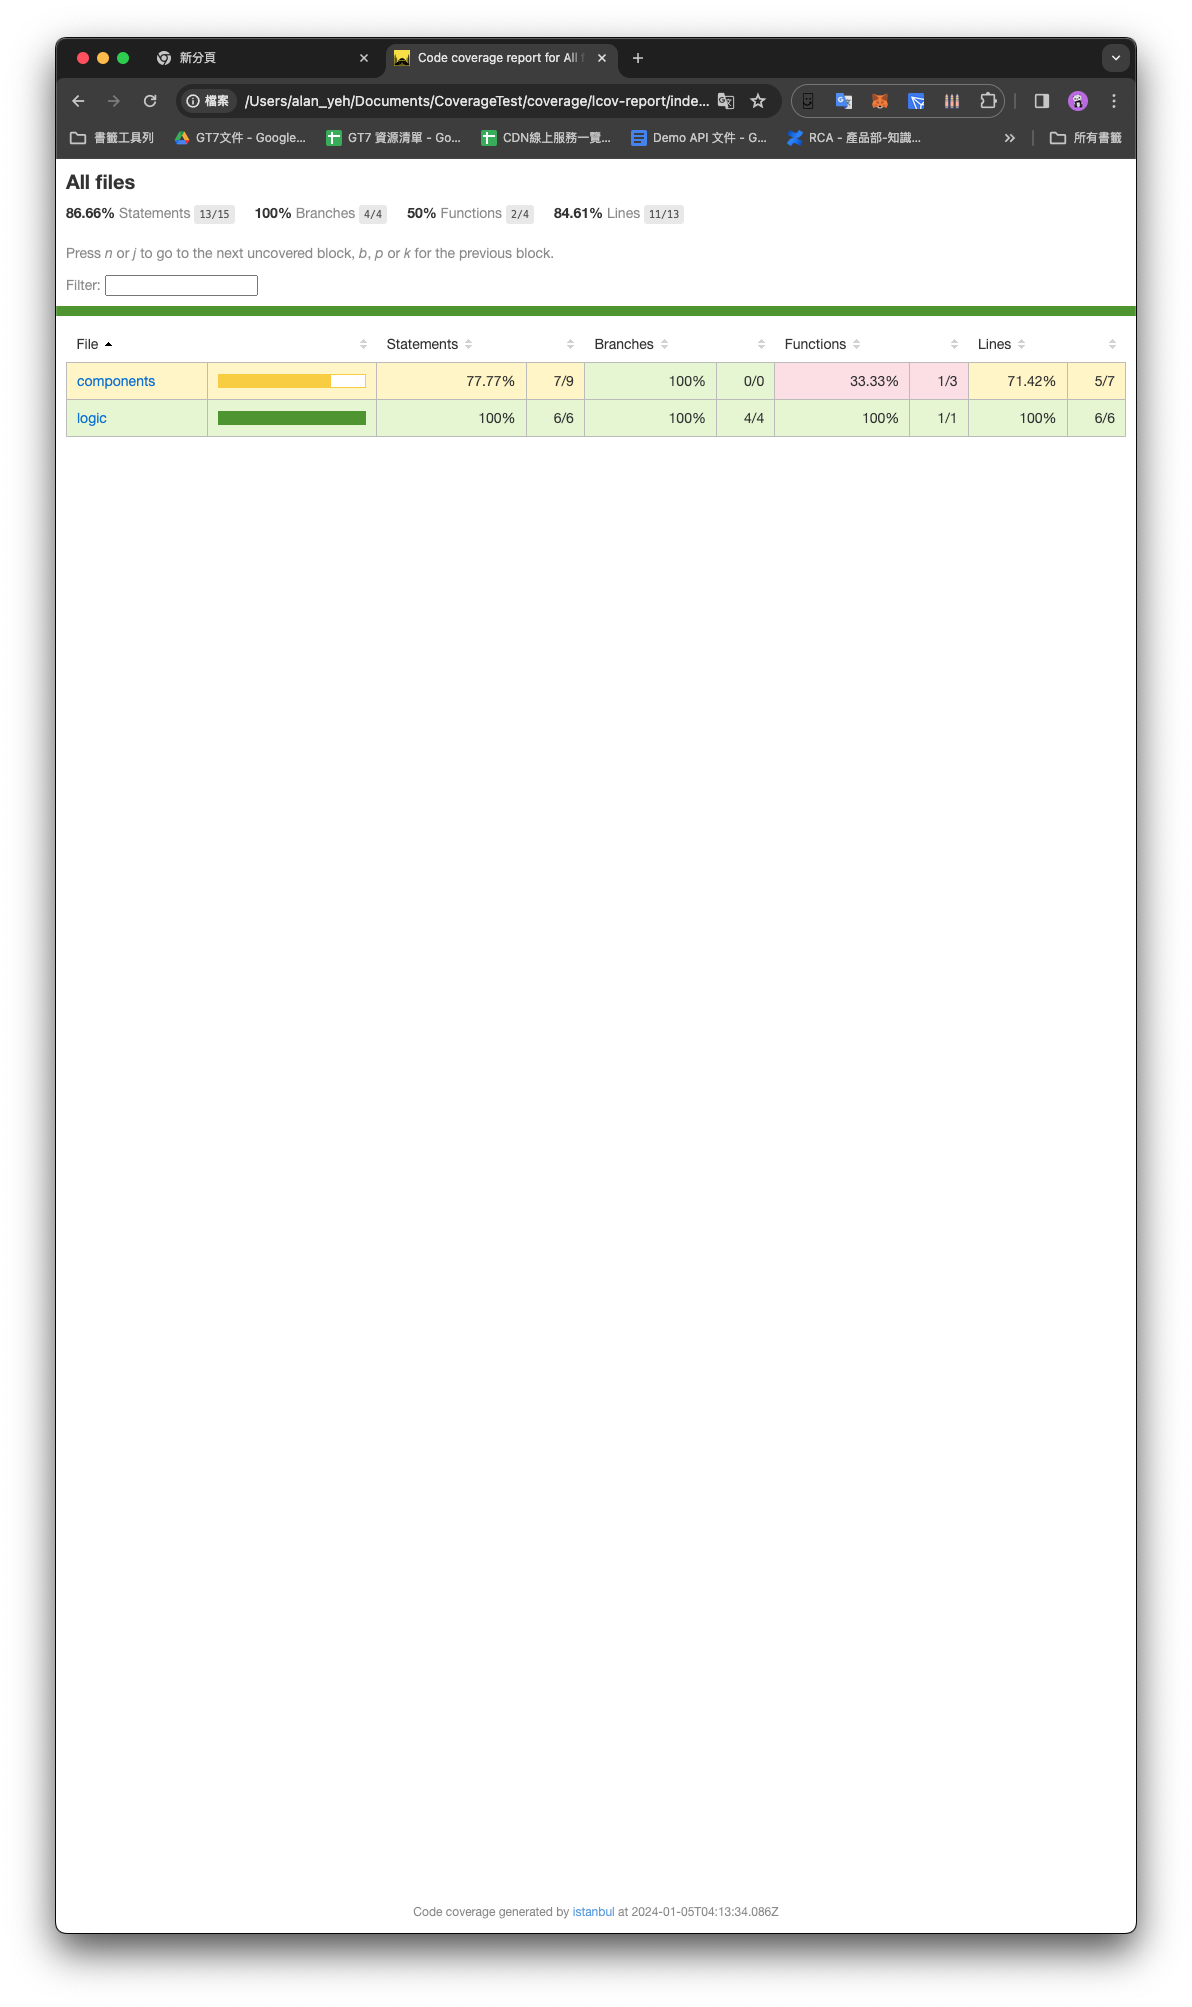 新分頁
Code coverage report for All f
檔案 /Users/alan_yeh/Documents/CoverageTest/coverage/lcov-report/inde...
書籤工具列 GT7文件 - Google... GT7 資源清單 - Go... CDN線上服務一覽... Demo API 文件 - G... RCA - 產品部-知識... » 所有書籤
All files
86.66% Statements 13/15 100% Branches 4/4 50% Functions 2/4 84.61% Lines 11/13
Press n or j to go to the next uncovered block, b, p or k for the previous block.
Filter:
File Statements Branches Functions Lines
components 77.77% 7/9 100% 0/0 33.33% 1/3 71.42% 5/7
logic 100% 6/6 100% 4/4 100% 1/1 100% 6/6
Code coverage generated by istanbul at 2024-01-05T04:13:34.086Z